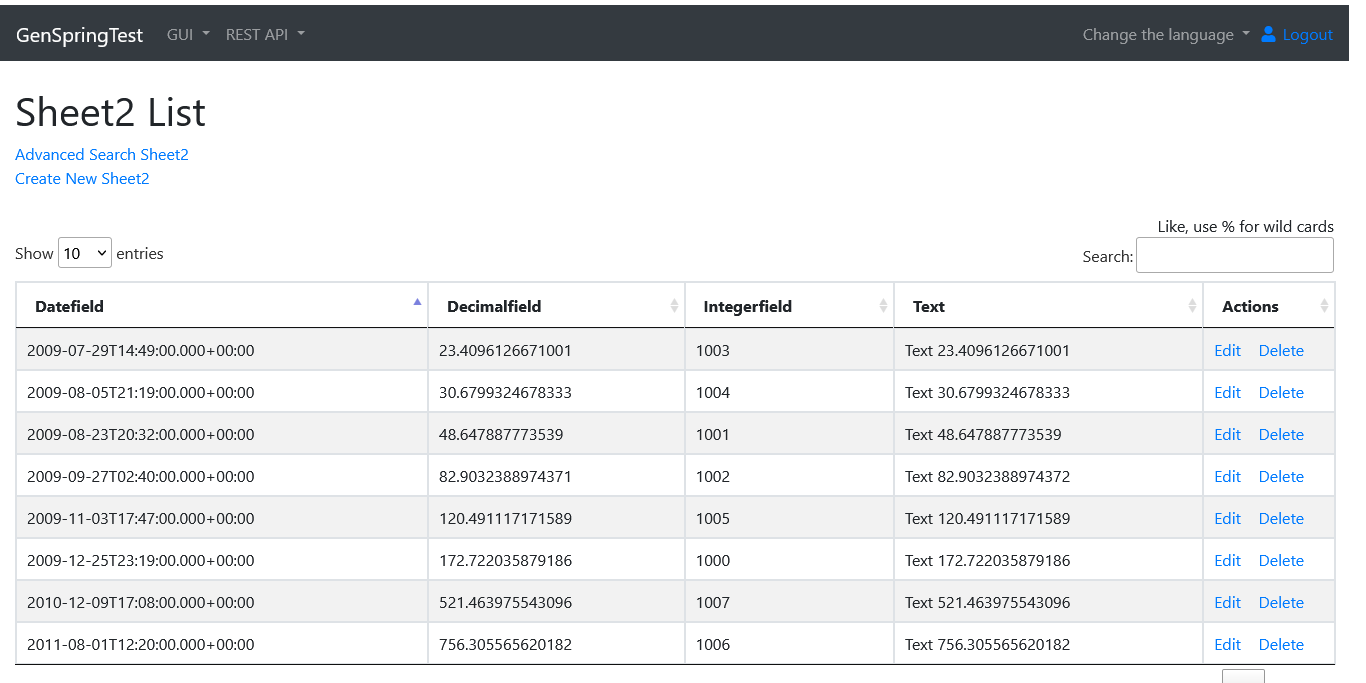 GenSpringTest GUI REST API Change the language Logout
Sheet2 List
Advanced Search Sheet2
Create New Sheet2
Like, use % for wild cards
Show 10 entries Search:
Datefield Decimalfield Integerfield Text Actions
2009-07-29T14:49:00.000+00:00 23.4096126671001 1003 Text 23.4096126671001 Edit Delete
2009-08-05T21:19:00.000+00:00 30.6799324678333 1004 Text 30.6799324678333 Edit Delete
2009-08-23T20:32:00.000+00:00 48.647887773539 1001 Text 48.647887773539 Edit Delete
2009-09-27T02:40:00.000+00:00 82.9032388974371 1002 Text 82.9032388974372 Edit Delete
2009-11-03T17:47:00.000+00:00 120.491117171589 1005 Text 120.491117171589 Edit Delete
2009-12-25T23:19:00.000+00:00 172.722035879186 1000 Text 172.722035879186 Edit Delete
2010-12-09T17:08:00.000+00:00 521.463975543096 1007 Text 521.463975543096 Edit Delete
2011-08-01T12:20:00.000+00:00 756.305565620182 1006 Text 756.305565620182 Edit Delete